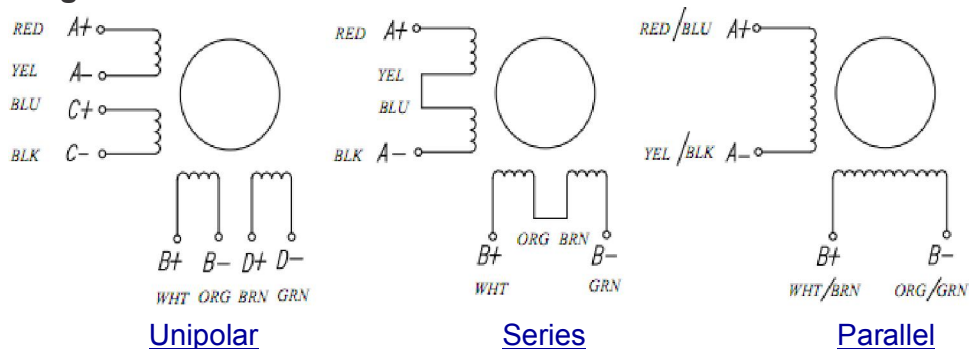 RED A+
YEL A-
BLU C+
BLK C-
B+ B- D+ D-
WHT ORG BRN GRN
Unipolar
RED A+
YEL
BLU
BLK A-
ORG BRN
B+ B-
WHT GRN
Series
RED/BLU A+
YEL/BLK A-
B+ B-
WHT/BRN ORG/GRN
Parallel